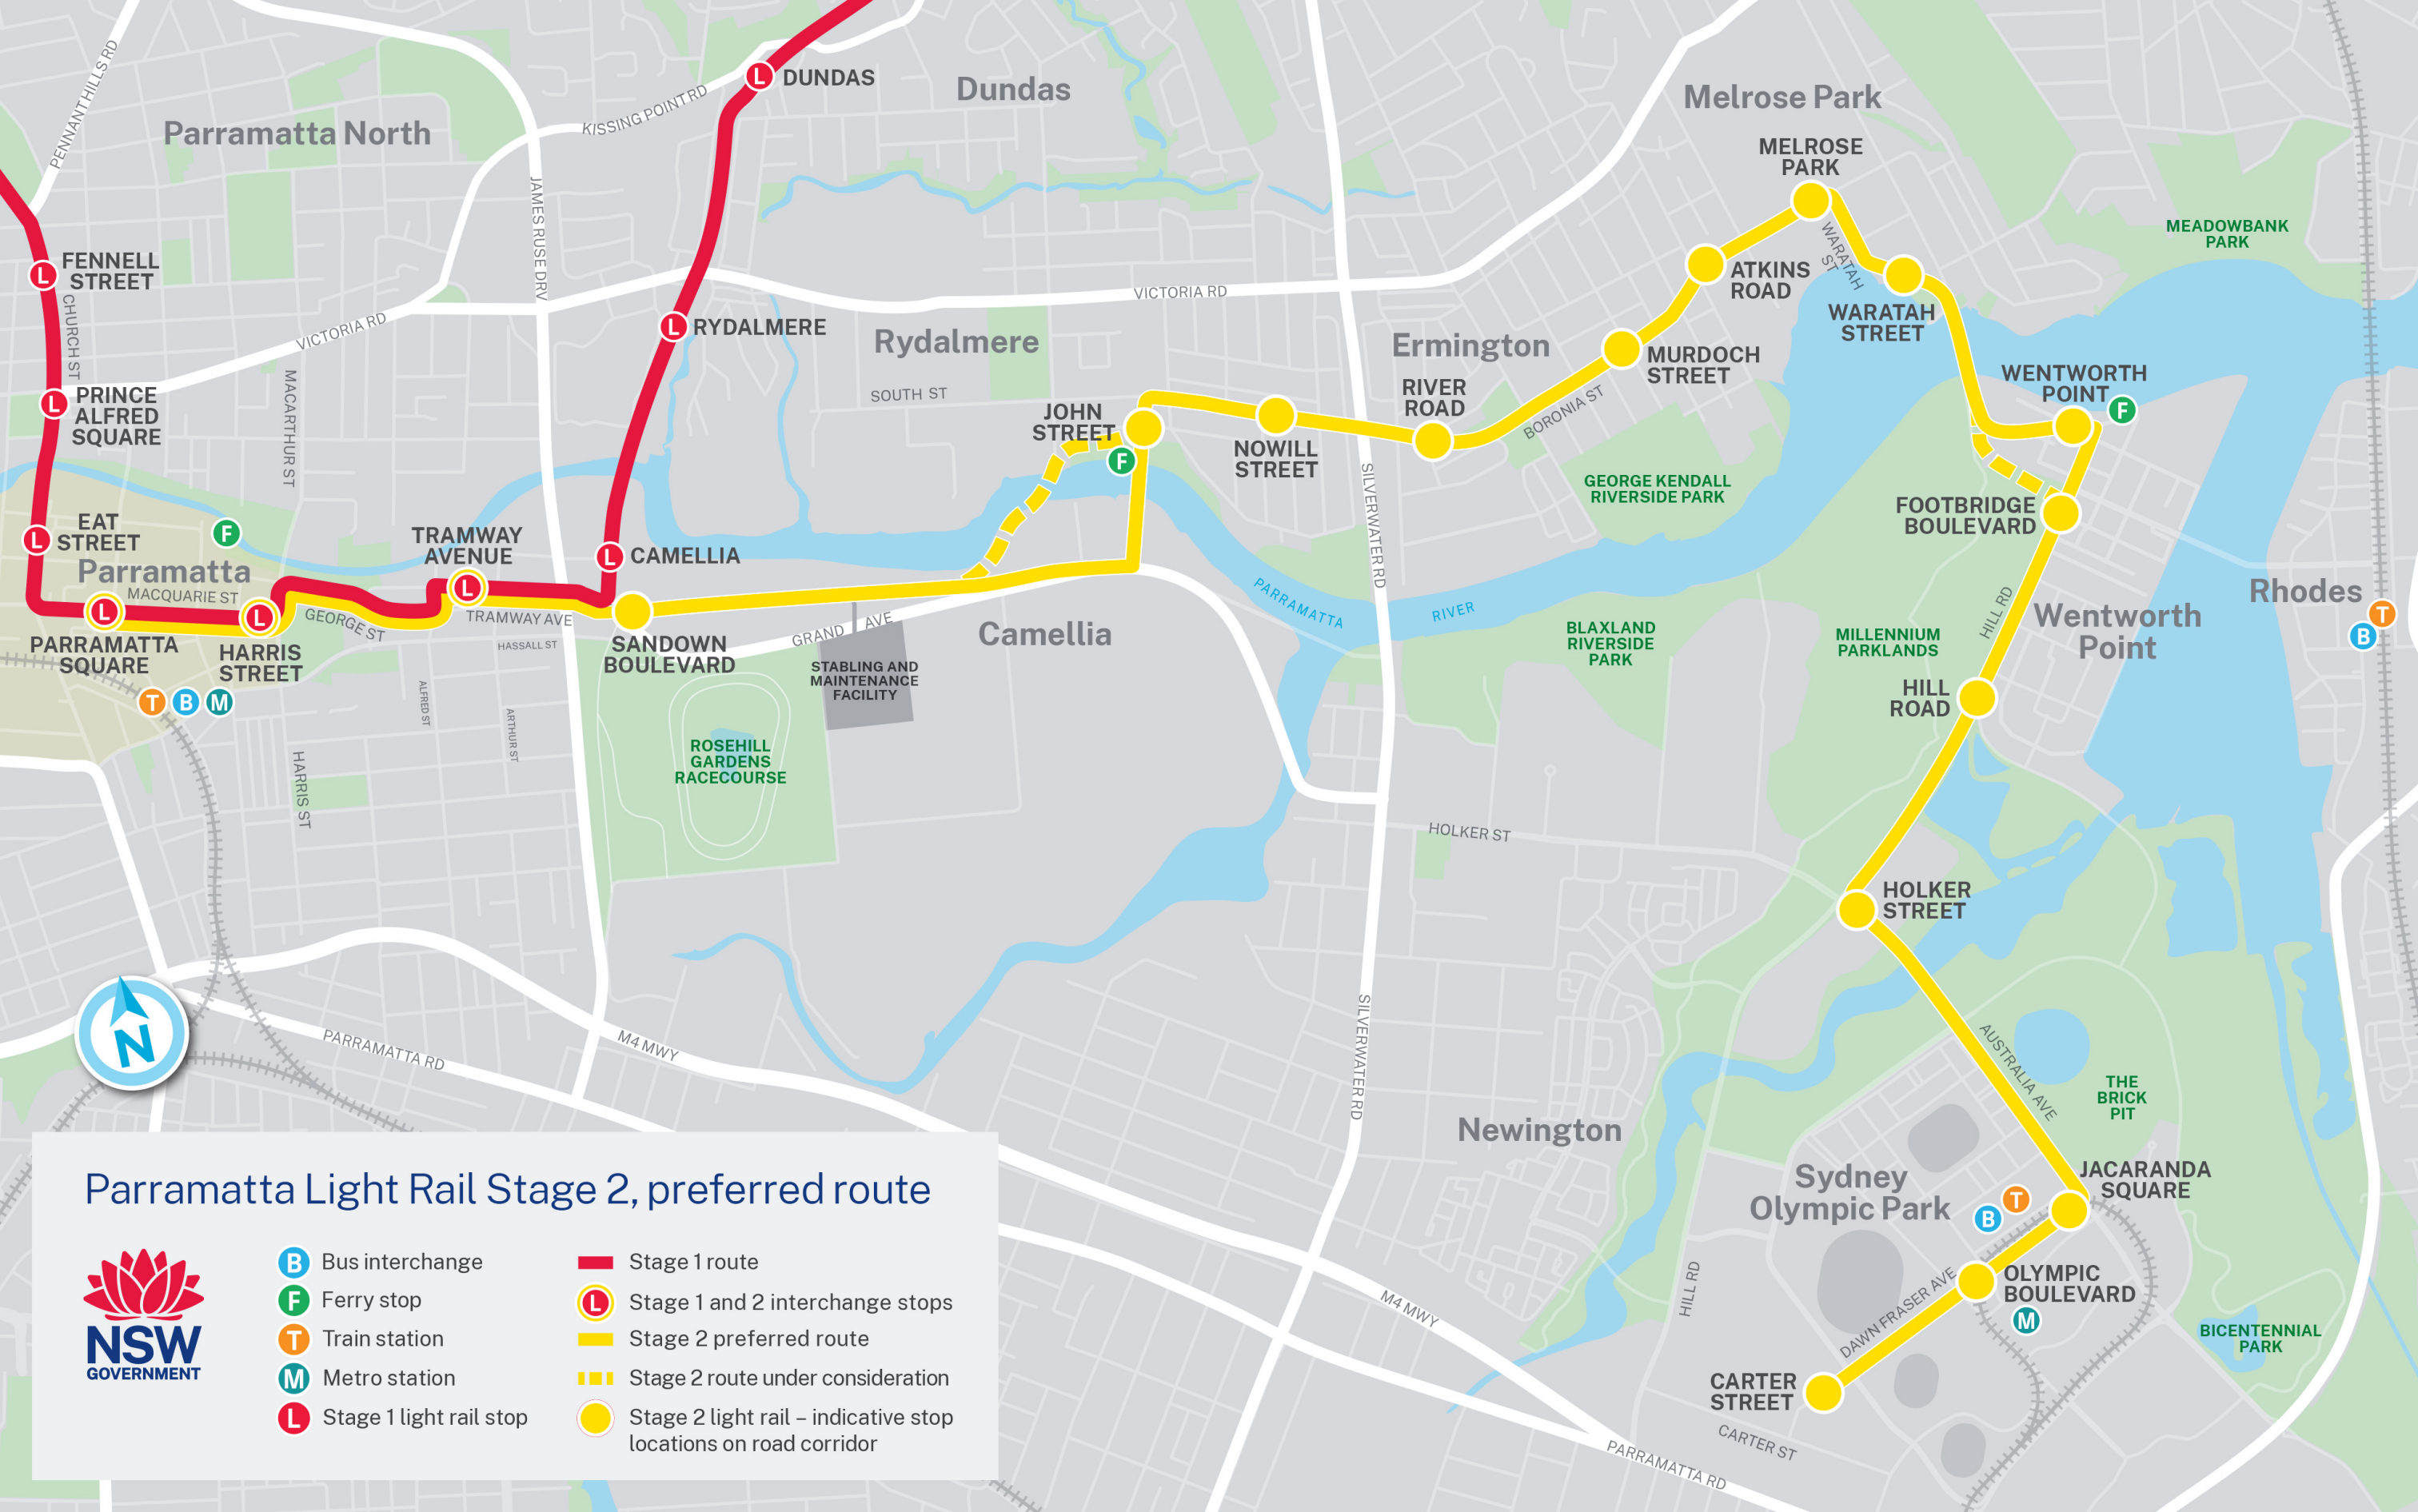 PENNANT HILLS RD
Parramatta North
KISSING POINT RD
DUNDAS
Dundas
Melrose Park
MELROSE
PARK
JAMES RUSE DRV
FENNELL
STREET
CHURCH ST
VICTORIA RD
RYDALMERE
Rydalmere
VICTORIA RD
Ermington
ATKINS
ROAD
WARATAH
ST
WARATAH
STREET
MEADOWBANK
PARK
MURDOCH
STREET
PRINCE
ALFRED
SQUARE
MACARTHUR ST
SOUTH ST
JOHN
STREET
F
NOWILL
STREET
RIVER
ROAD
BORONIA ST
WENTWORTH
POINT
F
GEORGE KENDALL
RIVERSIDE PARK
SILVERWATER RD
FOOTBRIDGE
BOULEVARD
EAT
STREET
F
Parramatta
MACQUARIE ST
TRAMWAY
AVENUE
CAMELLIA
GEORGE ST
TRAMWAY AVE
HASSALL ST
PARRAMATTA
SQUARE
HARRIS
STREET
T B M
SANDOWN
BOULEVARD
GRAND AVE
Camellia
STABLING AND
MAINTENANCE
FACILITY
PARRAMATTA
RIVER
BLAXLAND
RIVERSIDE
PARK
MILLENNIUM
PARKLANDS
HILL RD
Wentworth
Point
Rhodes
T
B
HILL
ROAD
ALFRED ST
ARTHUR ST
HARRIS ST
ROSEHILL
GARDENS
RACECOURSE
HOLKER ST
HOLKER
STREET
N
PARRAMATTA RD
M4 MWY
SILVERWATER RD
AUSTRALIA AVE
THE
BRICK
PIT
Newington
Sydney
Olympic Park
JACARANDA
SQUARE
T
B
OLYMPIC
BOULEVARD
M
HILL RD
DAWN FRASER AVE
M4 MWY
BICENTENNIAL
PARK
CARTER
STREET
CARTER ST
PARRAMATTA RD
L
L
L
L
L
L
L
L
L
Parramatta Light Rail Stage 2, preferred route
NSW
GOVERNMENT
B Bus interchange
F Ferry stop
T Train station
M Metro station
L Stage 1 light rail stop
Stage 1 route
L Stage 1 and 2 interchange stops
Stage 2 preferred route
Stage 2 route under consideration
Stage 2 light rail – indicative stop
locations on road corridor